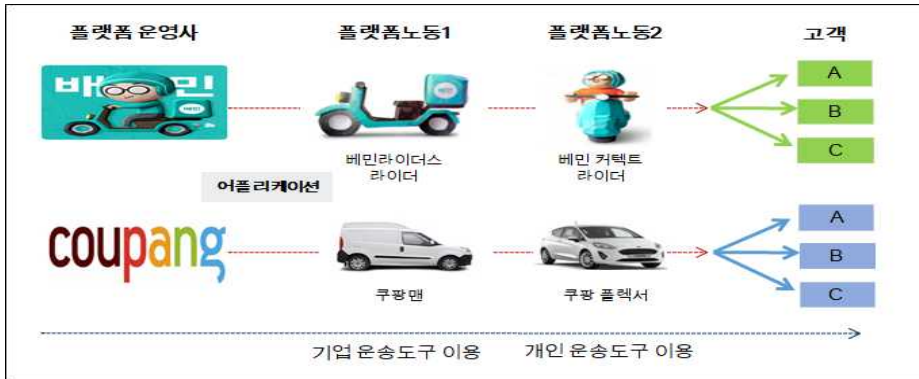 플랫폼 운영사
플랫폼노동1
플랫폼노동2
고객
배민
A
B
C
베민라이더스
라이더
베민 커텍트
라이더
어플리케이션
coupang
쿠팡맨
쿠팡 플렉서
A
B
C
기업 운송도구 이용
개인 운송도구 이용